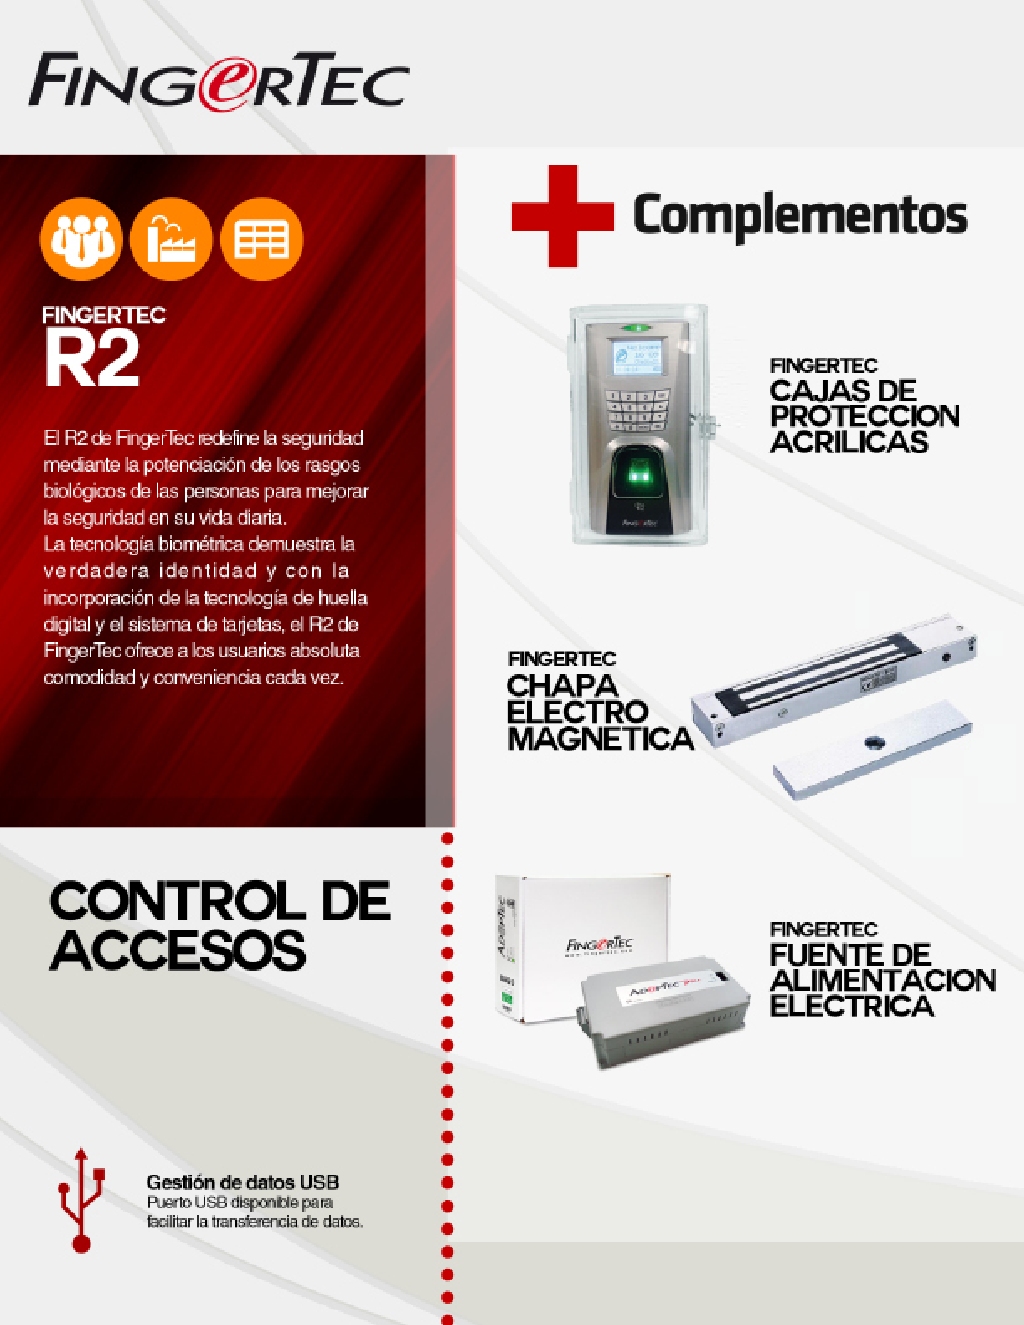 FINGERTEC
Complementos
FINGERTEC
R2
El R2 de FingerTec redefine la seguridad
mediante la potenciación de los rasgos
biológicos de las personas para mejorar
la seguridad en su vida diaria.
La tecnología biométrica demuestra la
verdadera identidad y con la
incorporación de la tecnología de huella
digital y el sistema de tarjetas, el R2 de
FingerTec ofrece a los usuarios absoluta
comodidad y conveniencia cada vez.
FINGERTEC
CAJAS DE
PROTECCION
ACRILICAS
FingerTec
FINGERTEC
CHAPA
ELECTRO
MAGNETICA
CONTROL DE
ACCESOS
ADAPTEC
FINGERTEC
ADAPTEC
FINGERTEC
FUENTE DE
ALIMENTACION
ELECTRICA
Gestión de datos USB
Puerto USB disponible para
facilitar la transferencia de datos.